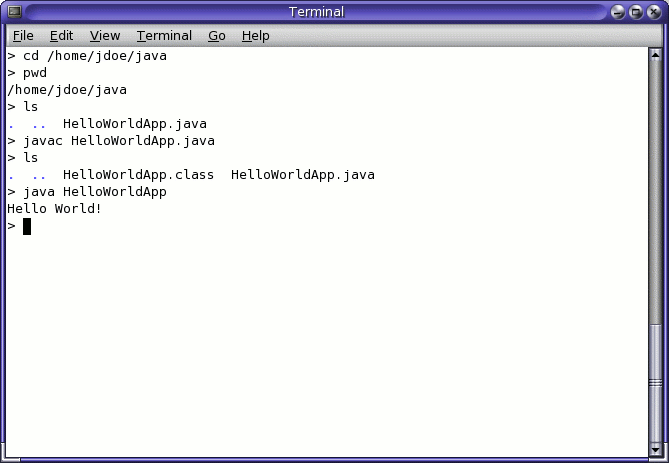 Terminal
File Edit View Terminal Go Help
> cd /home/jdoe/java
> pwd
/home/jdoe/java
> ls
.  ..  HelloWorldApp.java
> javac HelloWorldApp.java
> ls
.  ..  HelloWorldApp.class  HelloWorldApp.java
> java HelloWorldApp
Hello World!
>